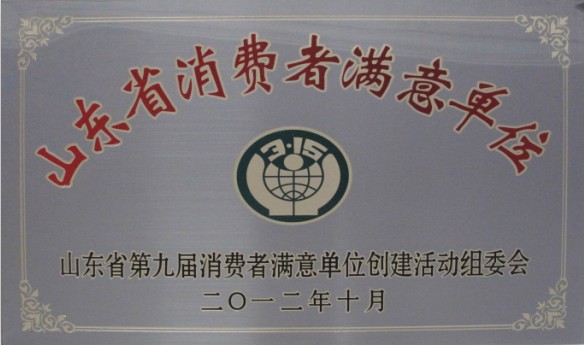 山东省消费者满意单位
3·15
山东省第九届消费者满意单位创建活动组委会
二〇一二年十月